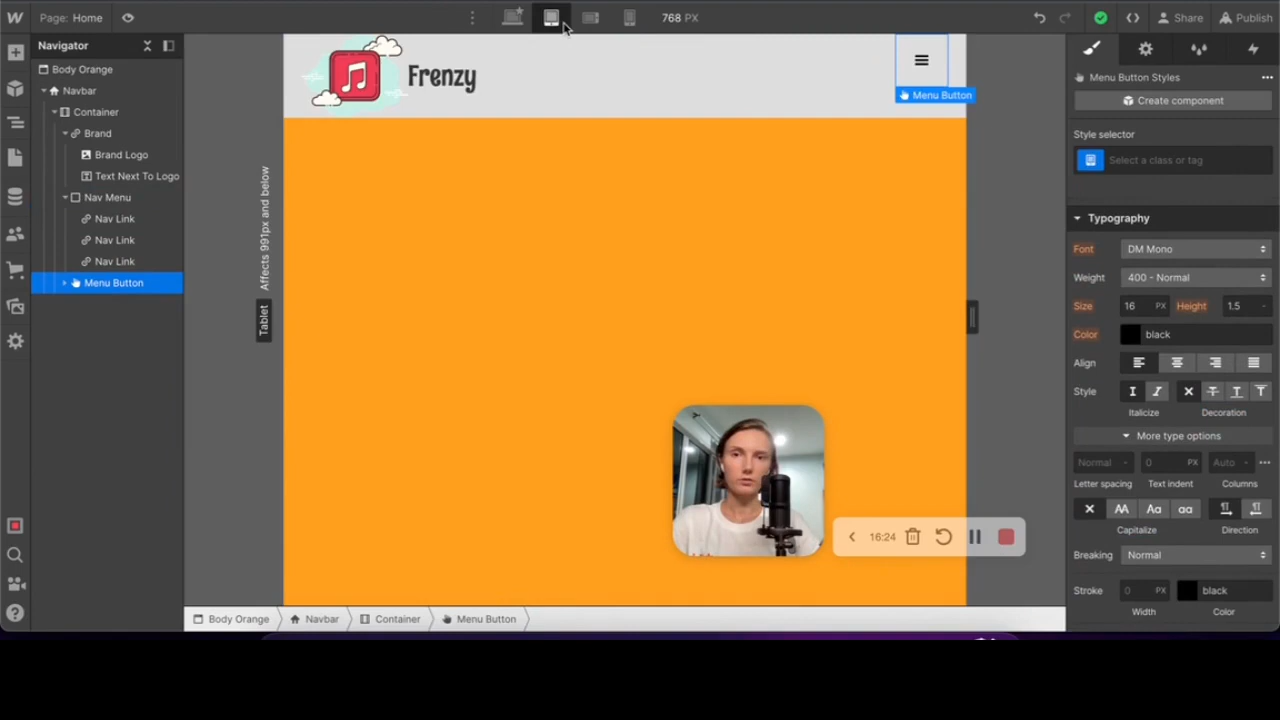 Page: Home
768 PX
Share
Publish
Navigator
Body Orange
Navbar
Container
Brand
Brand Logo
Text Next To Logo
Nav Menu
Nav Link
Nav Link
Nav Link
Menu Button
Frenzy
Menu Button
Affects 991px and below
Tablet
16:24
Body Orange
Navbar
Container
Menu Button
Menu Button Styles
Create component
Style selector
Select a class or tag
Typography
Font
DM Mono
Weight
400 - Normal
Size
16 PX
Height
1.5 -
Color
black
Align
Style
Italicize
Decoration
More type options
Normal
0 PX
Auto
Letter spacing
Text indent
Columns
AA
Aa
aa
Capitalize
Direction
Breaking
Normal
Stroke
0 PX
black
Width
Color